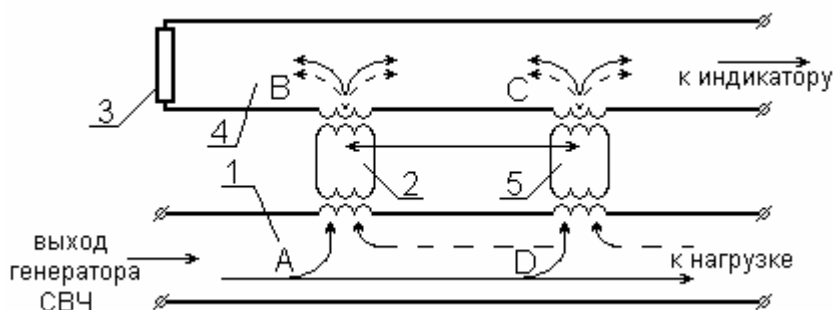 B
C
к индикатору
3
4
1
2
5
выход
генератора
СВЧ
A
D
к нагрузке